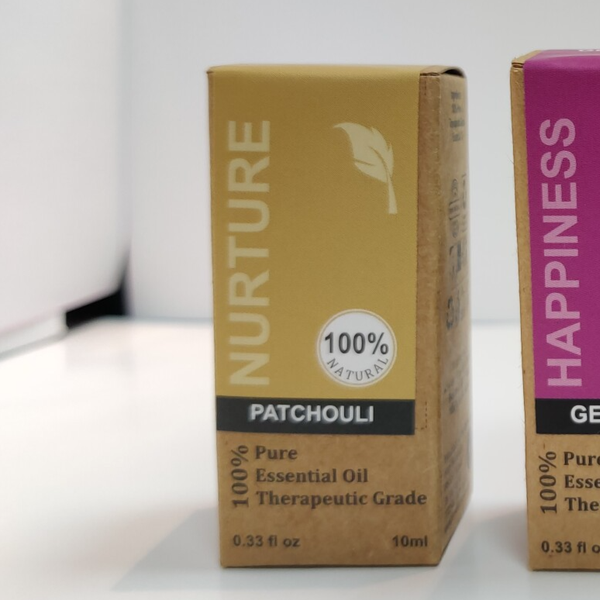 NURTURE
100%
NATURAL
PATCHOULI
100%
Pure
Essential Oil
Therapeutic Grade
0.33 fl oz
10ml
HAPPINESS
GE
100%
Pure
Esse
The
0.33 fl o